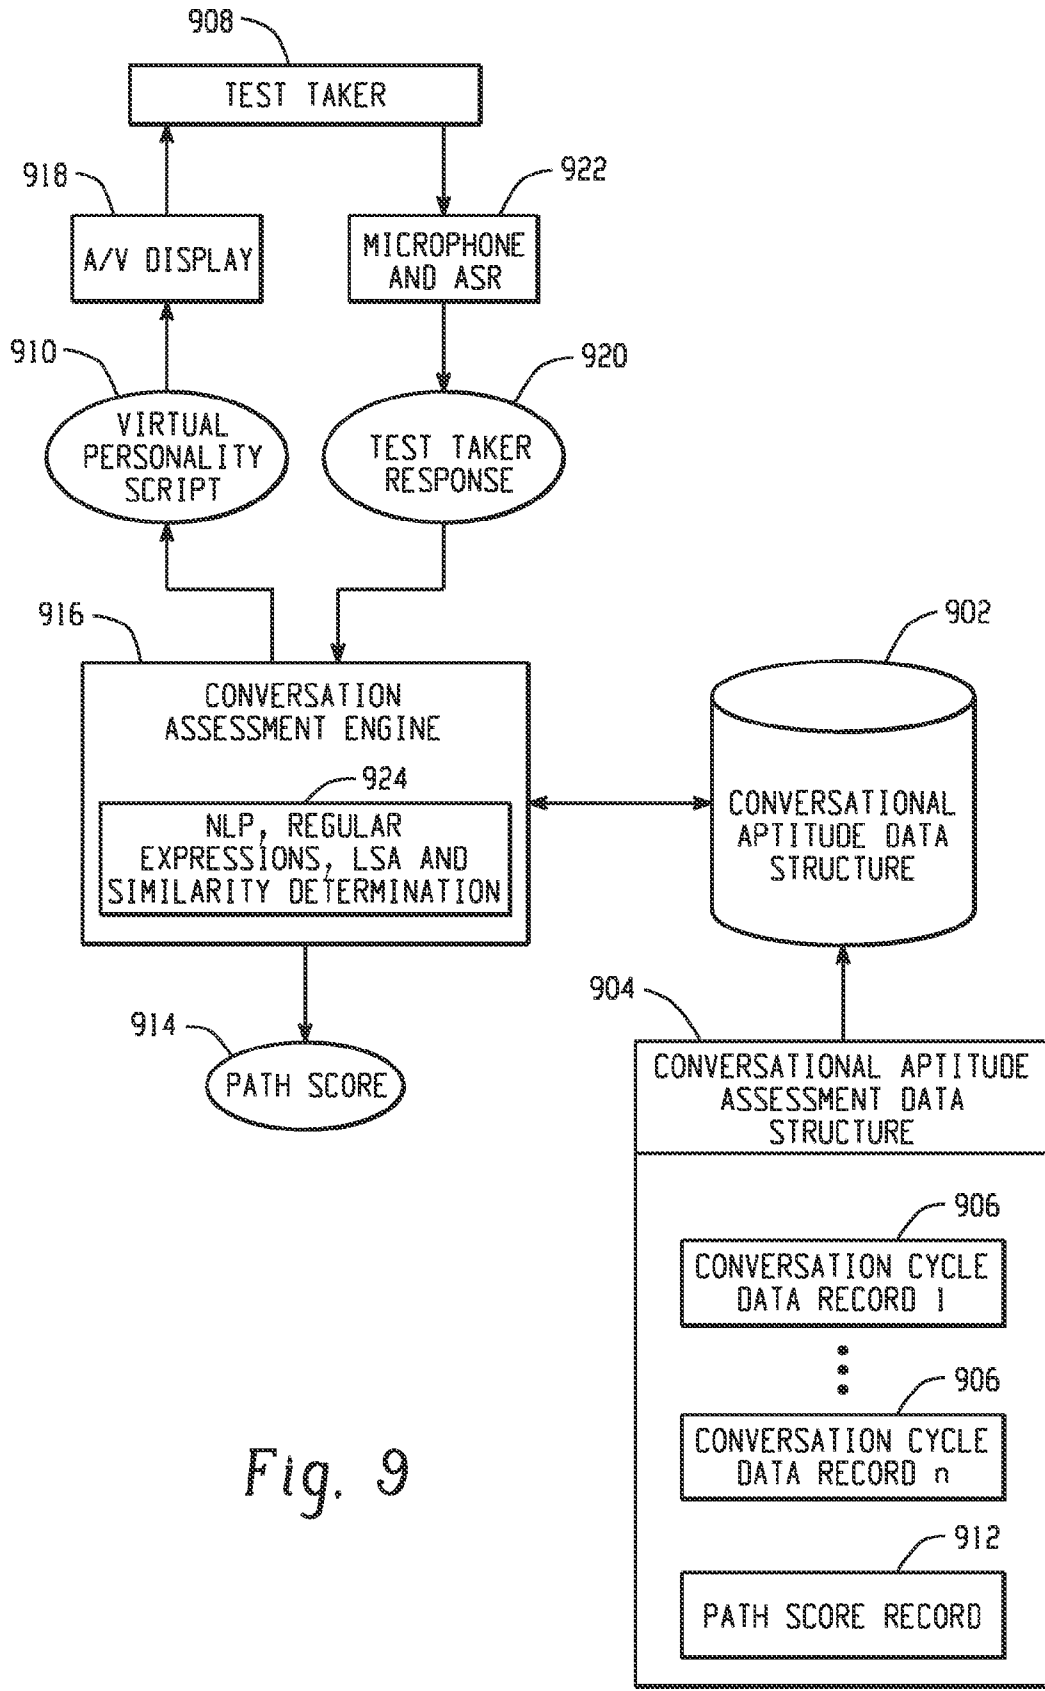 908
TEST TAKER
918
922
A/V DISPLAY
MICROPHONE
AND ASR
910
920
VIRTUAL
PERSONALITY
SCRIPT
TEST TAKER
RESPONSE
916
902
CONVERSATION
ASSESSMENT ENGINE
924
NLP, REGULAR
EXPRESSIONS, LSA AND
SIMILARITY DETERMINATION
CONVERSATIONAL
APTITUDE DATA
STRUCTURE
904
914
PATH SCORE
CONVERSATIONAL APTITUDE
ASSESSMENT DATA
STRUCTURE
906
CONVERSATION CYCLE
DATA RECORD 1
906
CONVERSATION CYCLE
DATA RECORD n
Fig. 9
912
PATH SCORE RECORD